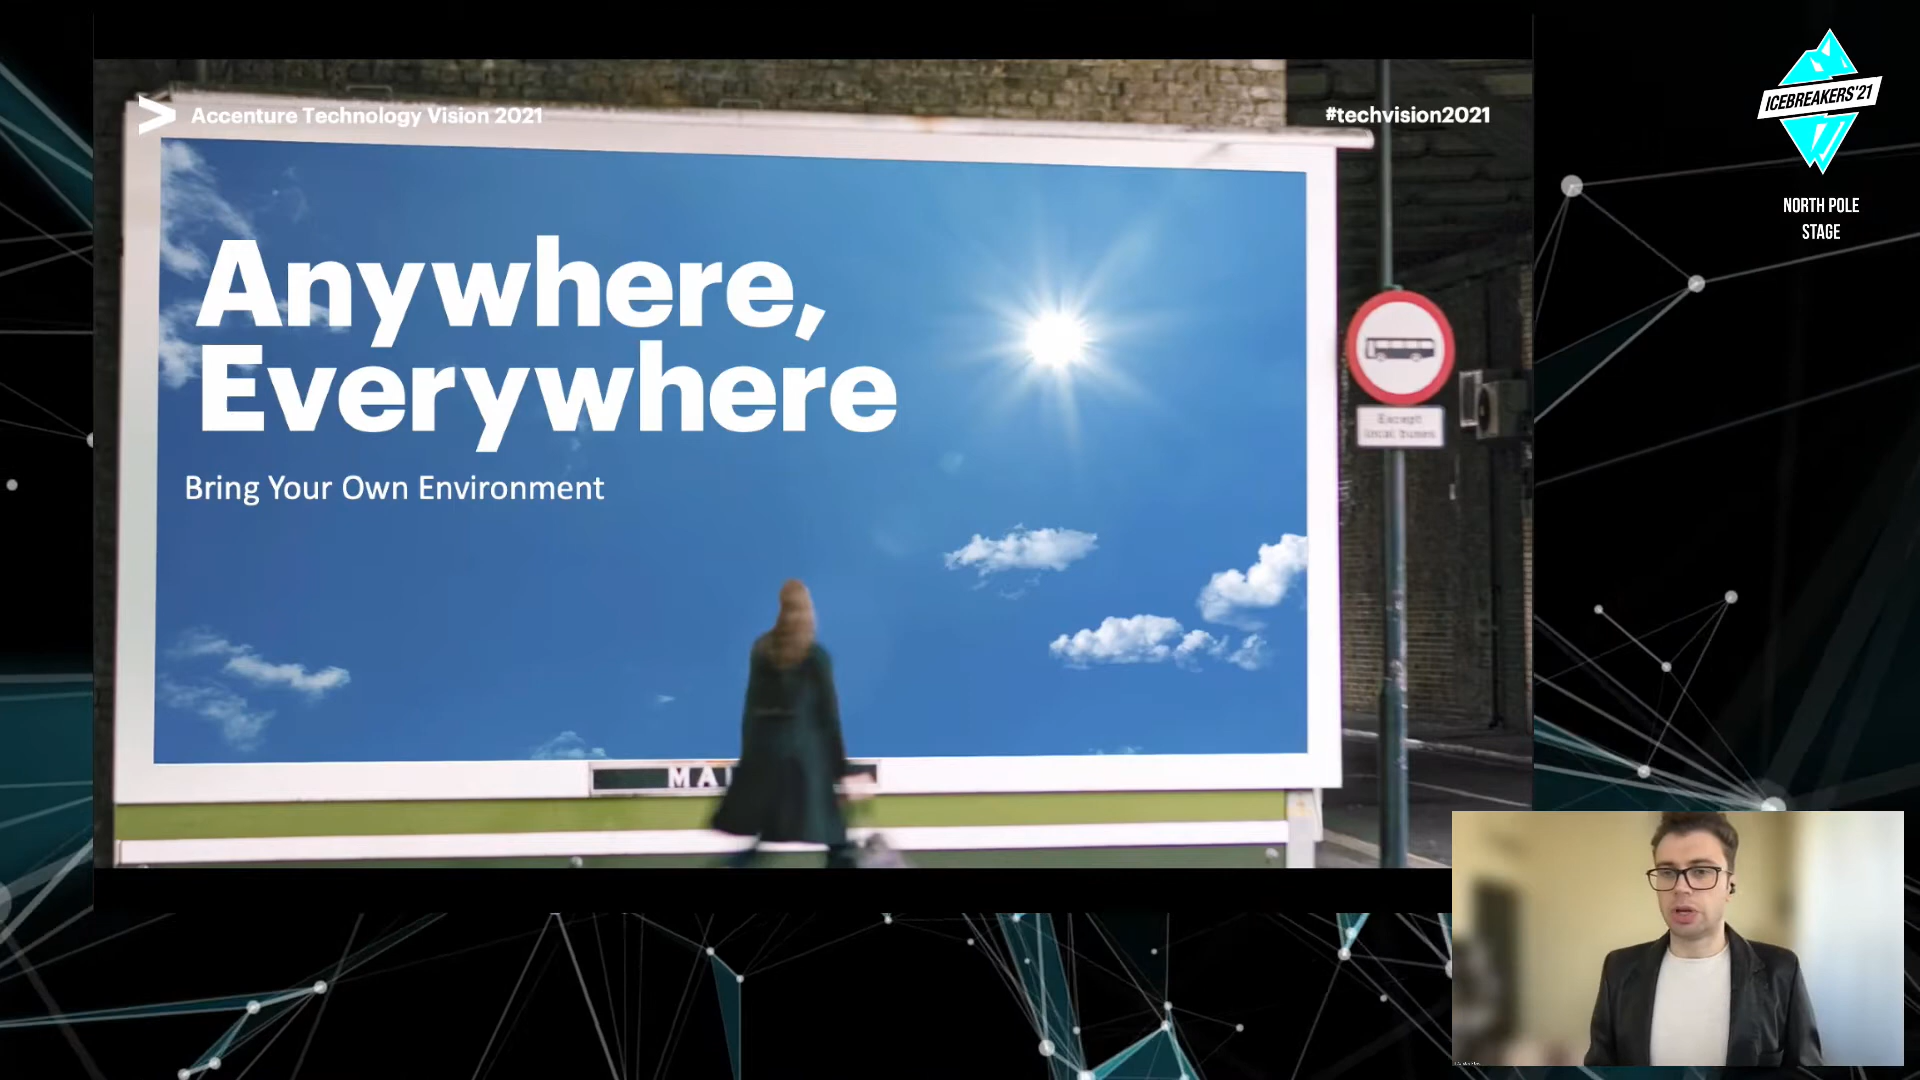 Accenture Technology Vision 2021
#techvision2021
Anywhere,
Everywhere
Bring Your Own Environment
Except
local buses
MA
ICEBREAKERS'21
NORTH POLE
STAGE